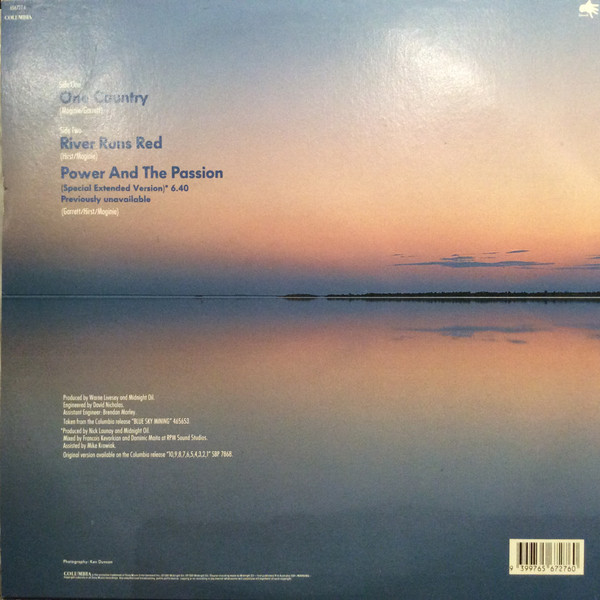 656727 6
COLUMBIA
Side One
One Country
(Moginie/Garrett)
Side Two
River Runs Red
(Hirst/Moginie)
Power And The Passion
(Special Extended Version)* 6.40
Previously unavailable
(Garrett/Hirst/Moginie)
Produced by Warne Livesey and Midnight Oil.
Engineered by David Nicholas.
Assistant Engineer: Brendan Morley.
Taken from the Columbia release "BLUE SKY MINING" 465653.
*Produced by Nick Launay and Midnight Oil
Mixed by Francois Kevorkian and Dominic Maita at RPM Sound Studios.
Assisted by Mike Krowiak.
Original version available on the Columbia release "10,9,8,7,6,5,4,3,2,1" SBP 7868.
Photography: Ken Duncan
COLUMBIA
9 399765 672760